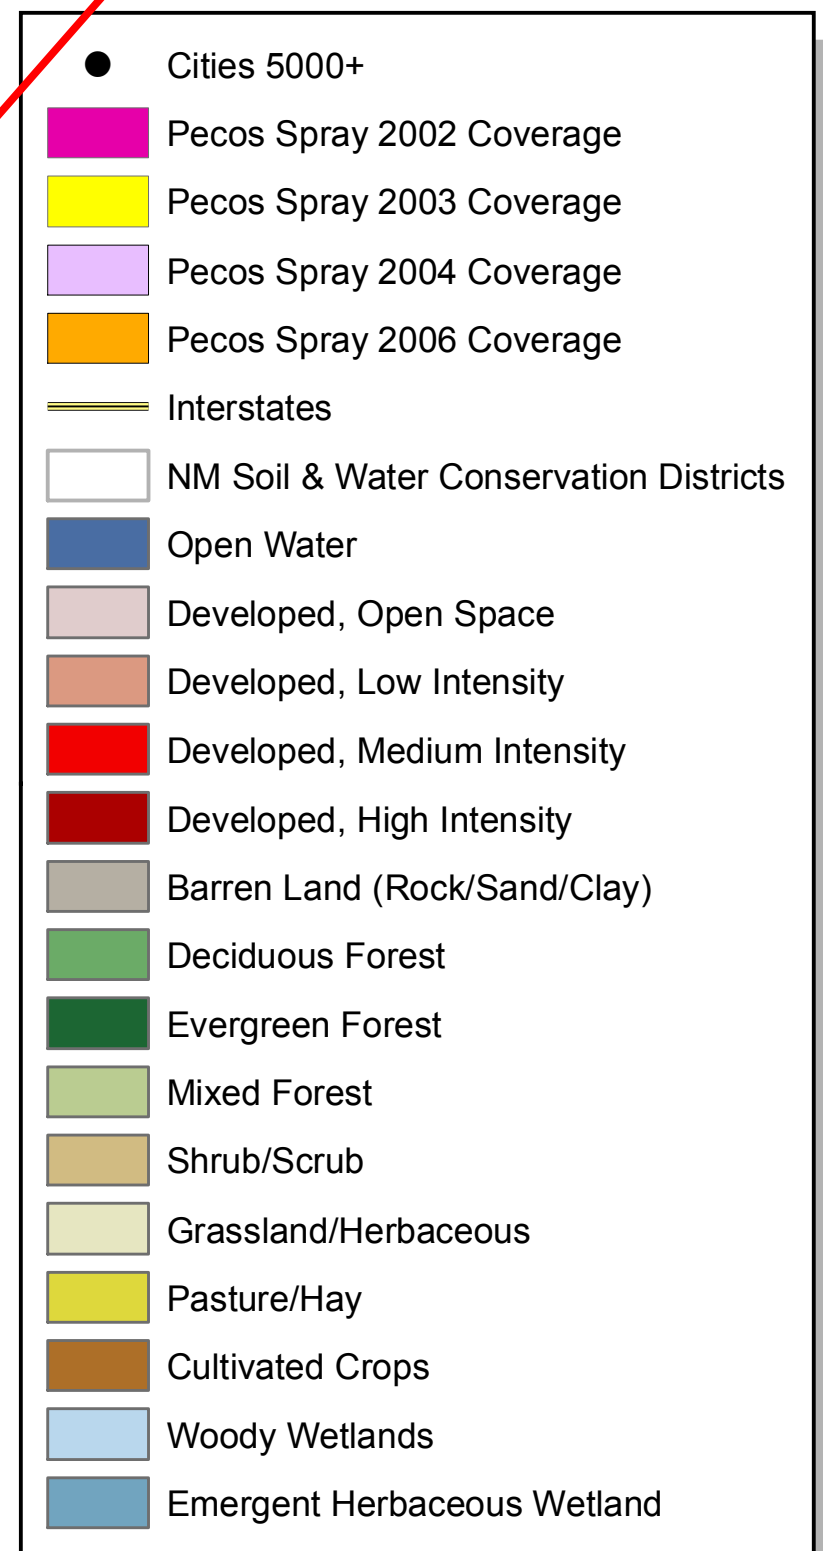 Cities 5000+
Pecos Spray 2002 Coverage
Pecos Spray 2003 Coverage
Pecos Spray 2004 Coverage
Pecos Spray 2006 Coverage
Interstates
NM Soil & Water Conservation Districts
Open Water
Developed, Open Space
Developed, Low Intensity
Developed, Medium Intensity
Developed, High Intensity
Barren Land (Rock/Sand/Clay)
Deciduous Forest
Evergreen Forest
Mixed Forest
Shrub/Scrub
Grassland/Herbaceous
Pasture/Hay
Cultivated Crops
Woody Wetlands
Emergent Herbaceous Wetland